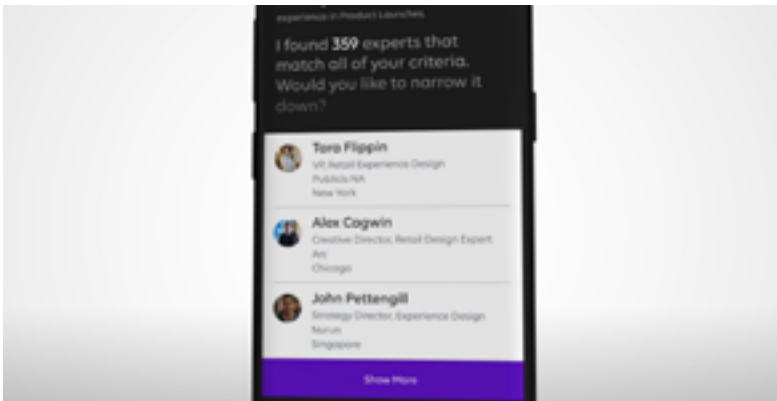 experience in Product Launches.
I found 359 experts that
match all of your criteria.
Would you like to narrow it
down?
Tara Flippin
VP, Retail Experience Design
Publicis NA
New York
Alex Cogwin
Creative Director, Retail Design Expert
Arc
Chicago
John Pettengill
Strategy Director, Experience Design
Nurun
Singapore
Show More